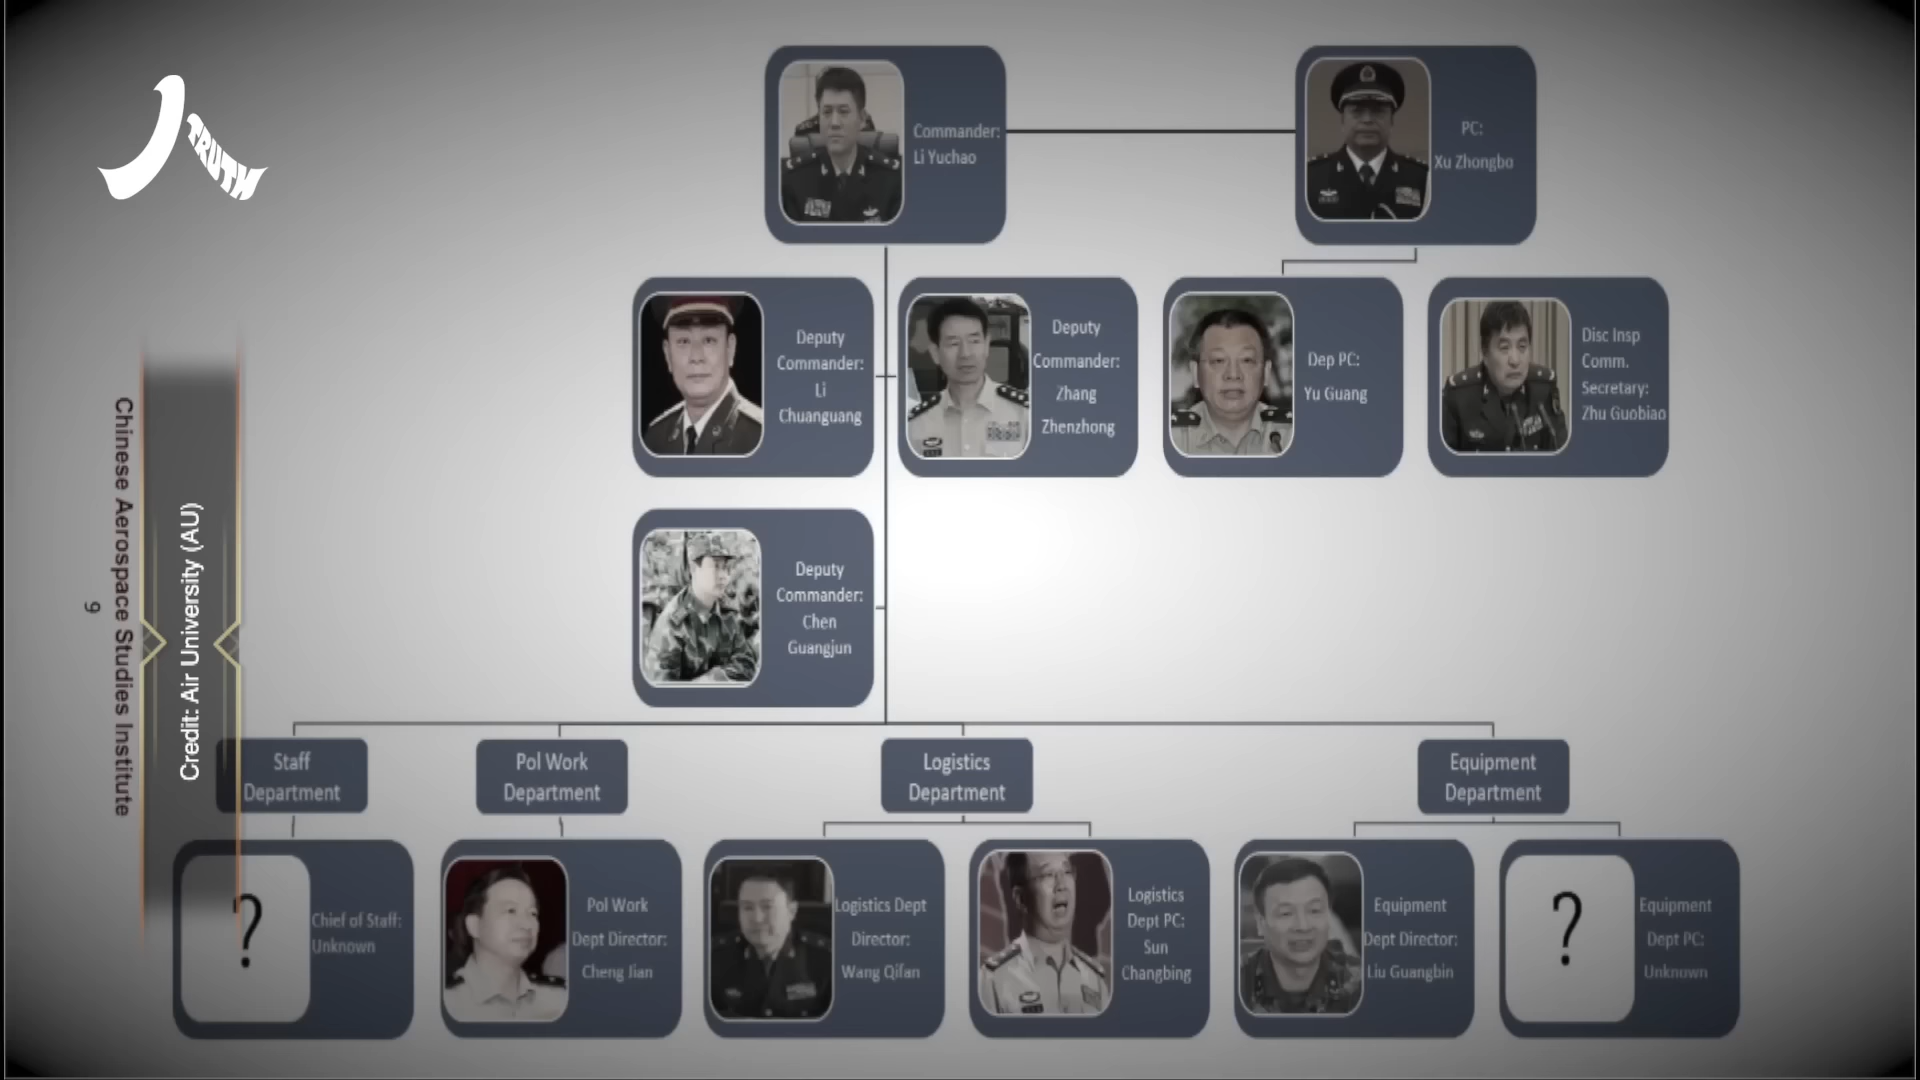 TRUTH
Commander:
Li Yuchao
PC:
Xu Zhongbo
Deputy
Commander:
Li
Chuanguang
Deputy
Commander:
Zhang
Zhenzhong
Dep PC:
Yu Guang
Disc Insp
Comm.
Secretary:
Zhu Guobiao
Deputy
Commander:
Chen
Guangjun
Staff
Department
Pol Work
Department
Logistics
Department
Equipment
Department
?
Chief of Staff:
Unknown
Pol Work
Dept Director:
Cheng Jian
Logistics Dept
Director:
Wang Qifan
Logistics
Dept PC:
Sun
Changbing
Equipment
Dept Director:
Liu Guangbin
?
Equipment
Dept PC:
Unknown
Credit: Air University (AU)
Chinese Aerospace Studies Institute
9